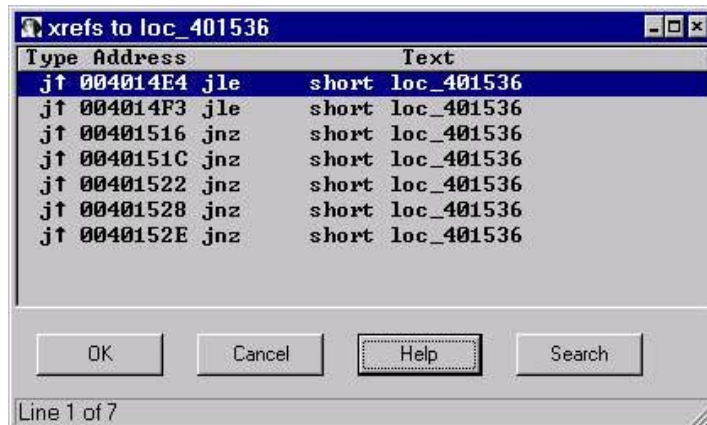 xrefs to loc_401536
Type Address Text
j↑ 004014E4 jle short loc_401536
j↑ 004014F3 jle short loc_401536
j↑ 00401516 jnz short loc_401536
j↑ 0040151C jnz short loc_401536
j↑ 00401522 jnz short loc_401536
j↑ 00401528 jnz short loc_401536
j↑ 0040152E jnz short loc_401536
OK Cancel Help Search
Line 1 of 7